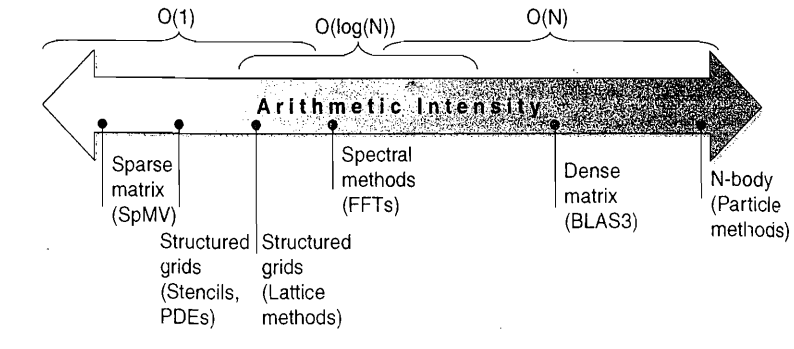 O(1)
O(log(N))
O(N)
Arithmetic Intensity
Sparse
matrix
(SpMV)
Structured
grids
(Stencils,
PDEs)
Structured
grids
(Lattice
methods)
Spectral
methods
(FFTs)
Dense
matrix
(BLAS3)
N-body
(Particle
methods)